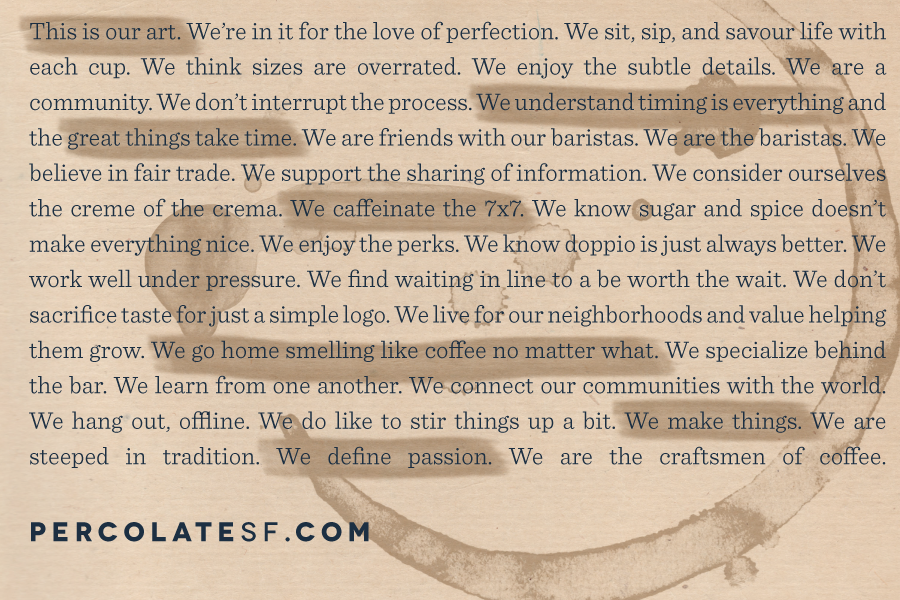 This is our art. We’re in it for the love of perfection. We sit, sip, and savour life with
each cup. We think sizes are overrated. We enjoy the subtle details. We are a
community. We don’t interrupt the process. We understand timing is everything and
the great things take time. We are friends with our baristas. We are the baristas. We
believe in fair trade. We support the sharing of information. We consider ourselves
the creme of the crema. We caffeinate the 7x7. We know sugar and spice doesn’t
make everything nice. We enjoy the perks. We know doppio is just always better. We
work well under pressure. We find waiting in line to a be worth the wait. We don’t
sacrifice taste for just a simple logo. We live for our neighborhoods and value helping
them grow. We go home smelling like coffee no matter what. We specialize behind
the bar. We learn from one another. We connect our communities with the world.
We hang out, offline. We do like to stir things up a bit. We make things. We are
steeped in tradition. We define passion. We are the craftsmen of coffee.
PERCOLATESF.COM